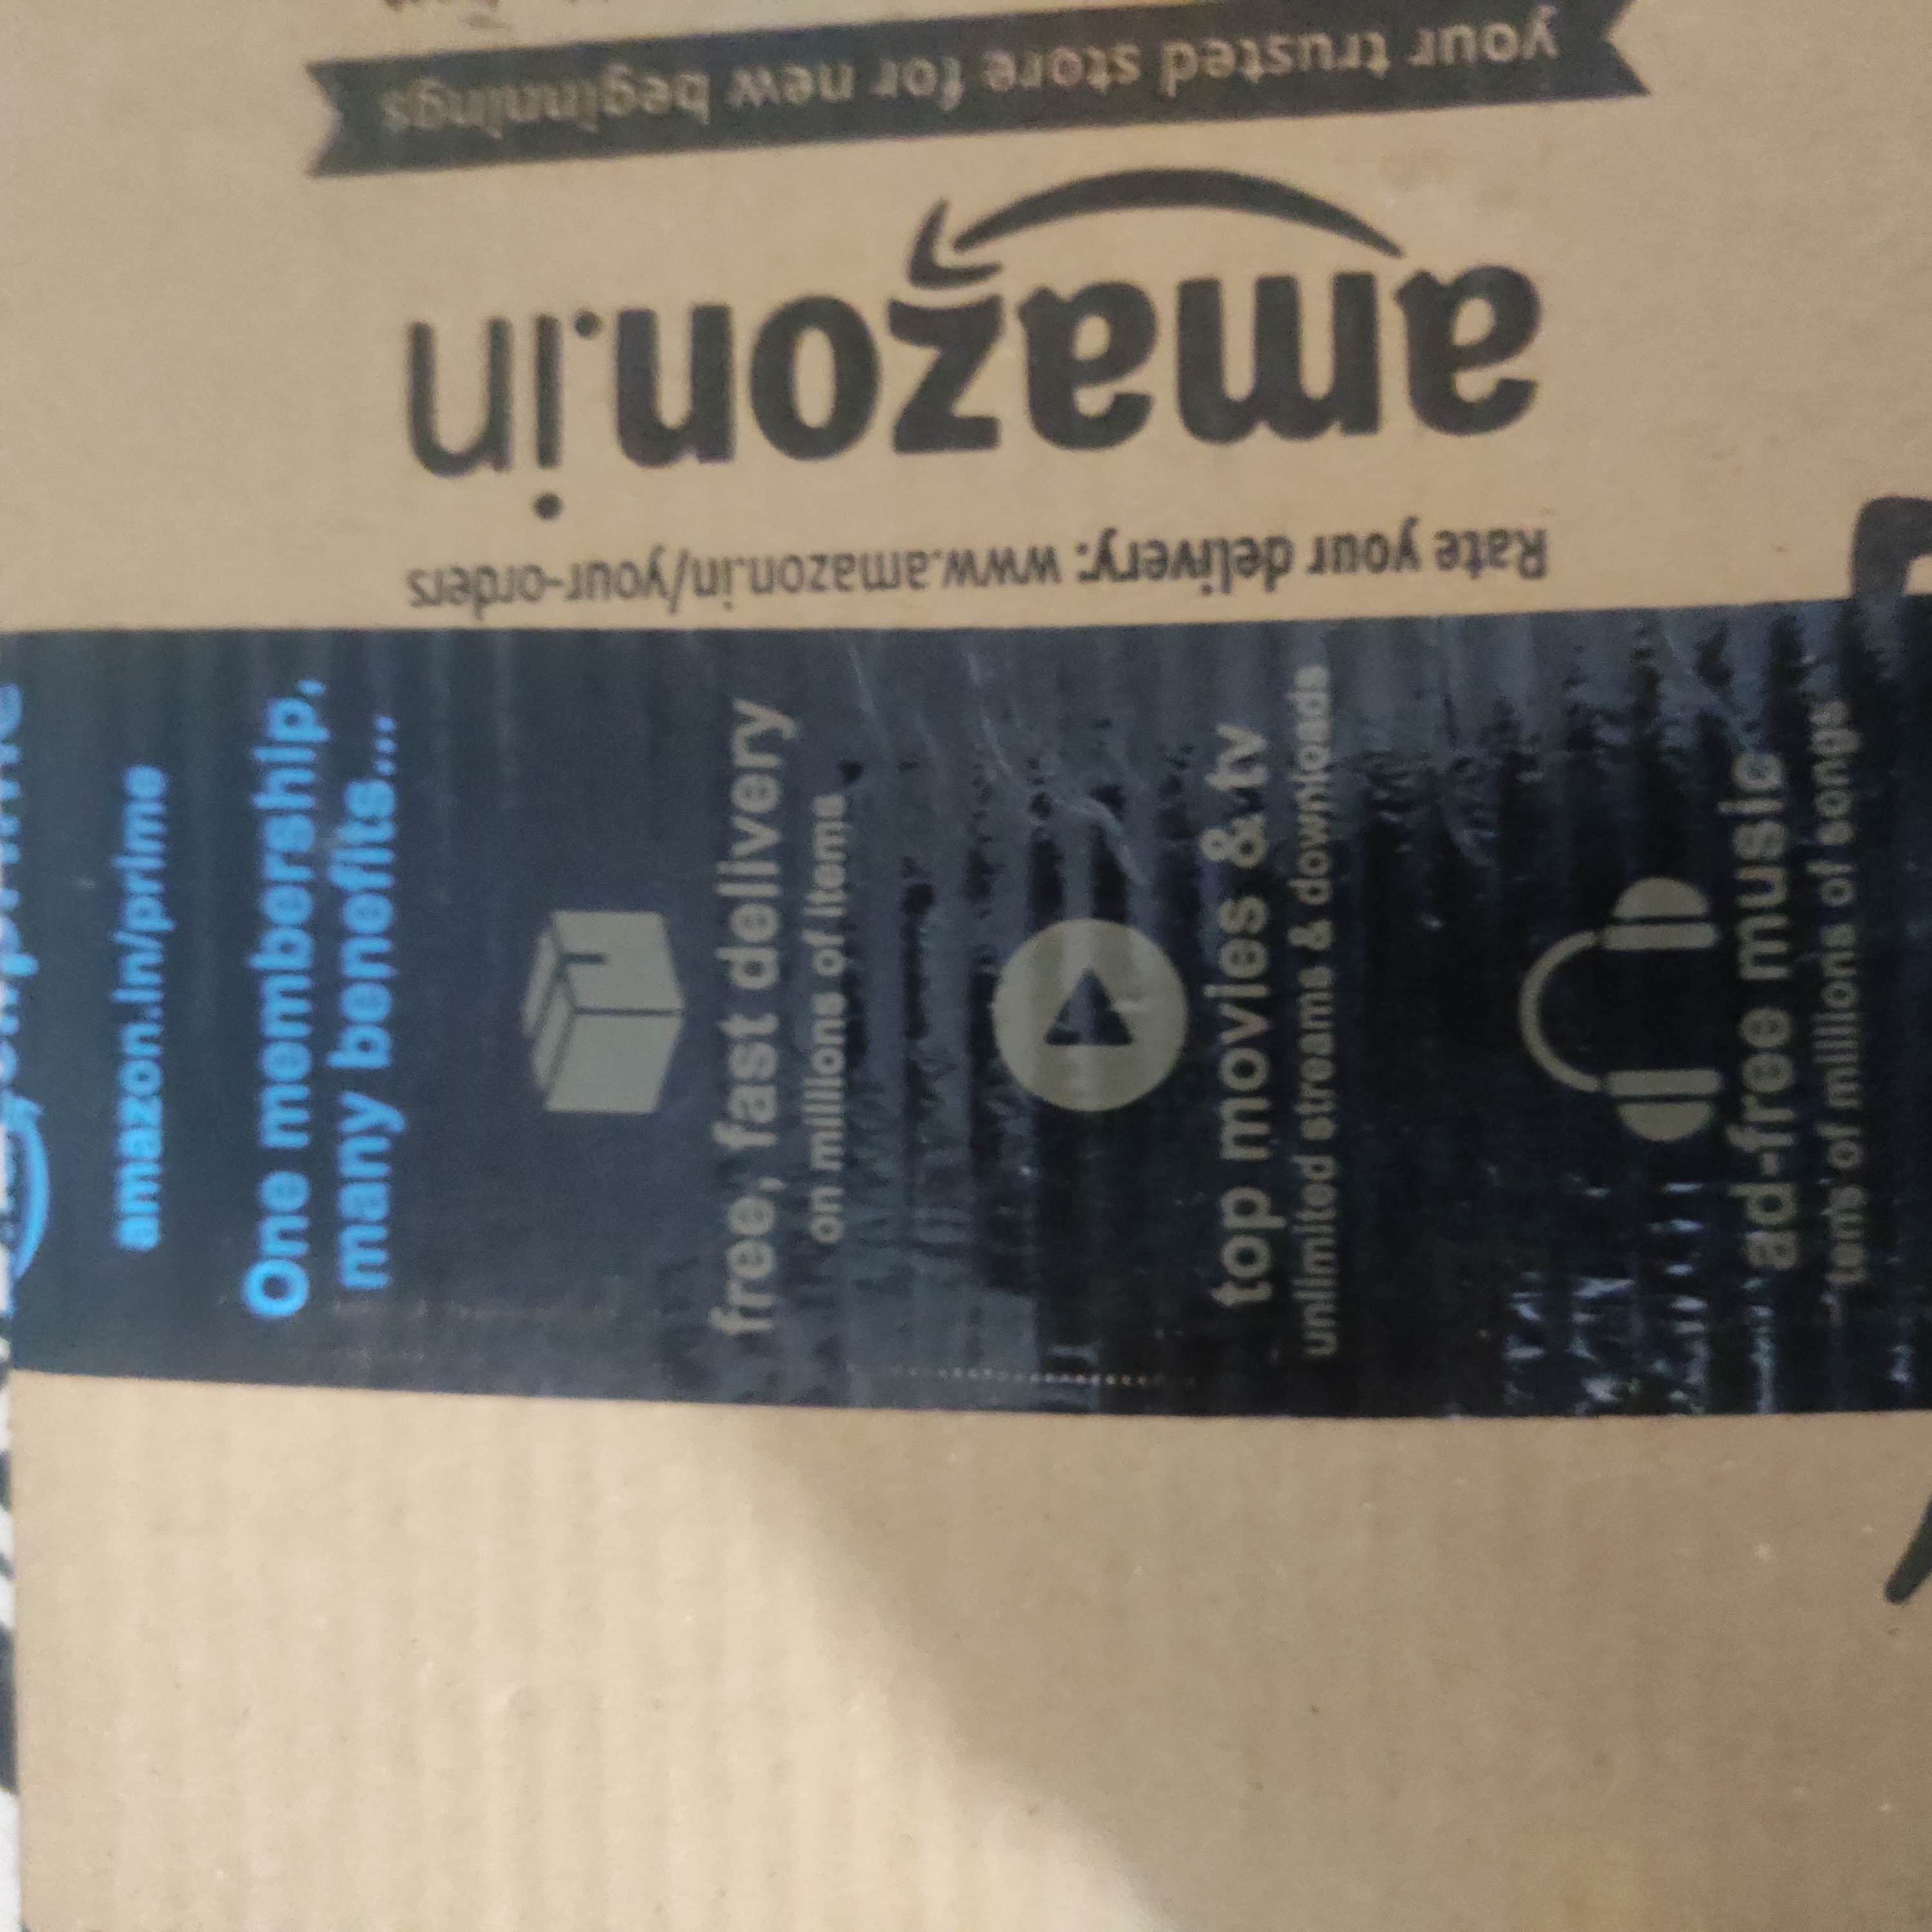 your trusted store for new beginnings
amazon.in
Rate your delivery: www.amazon.in/your-orders
amazon.in/prime
One membership,
many benefits...
free, fast delivery
on millions of items
top movies & tv
unlimited streams & downloads
ad-free music
tens of millions of songs